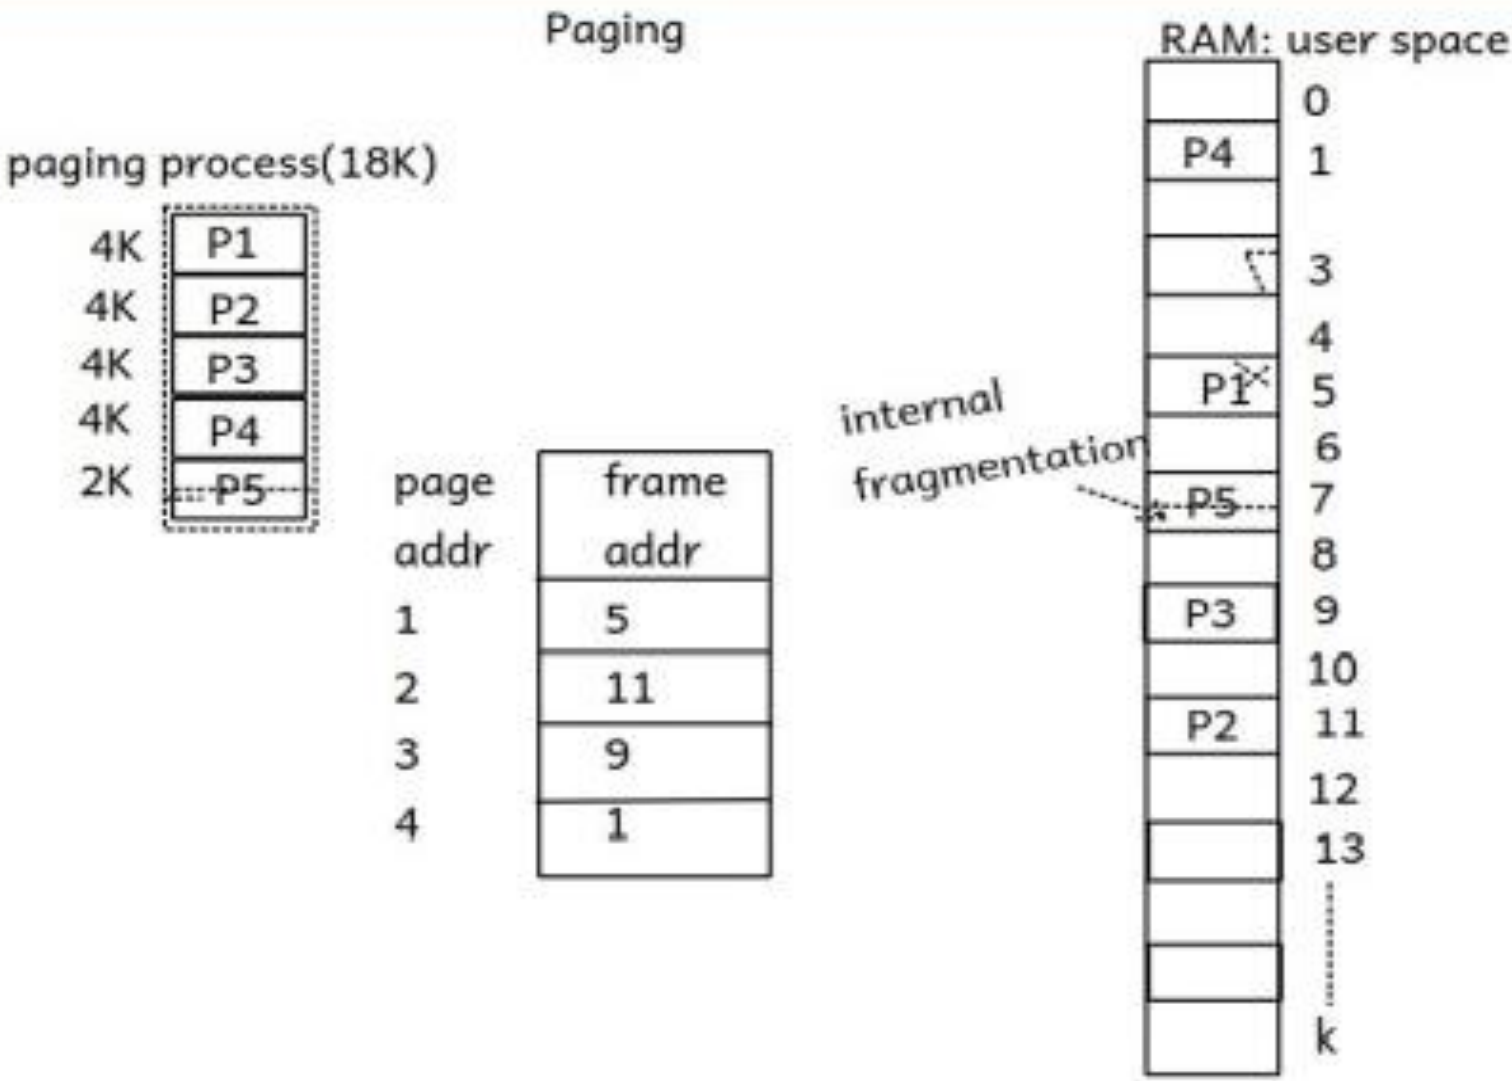 Paging
RAM: user space
paging process(18K)
4K P1
4K P2
4K P3
4K P4
2K P5
page frame
addr addr
1 5
2 11
3 9
4 1
internal
fragmentation
0
P4 1
3
4
P1 5
6
P5 7
8
P3 9
10
P2 11
12
13
k